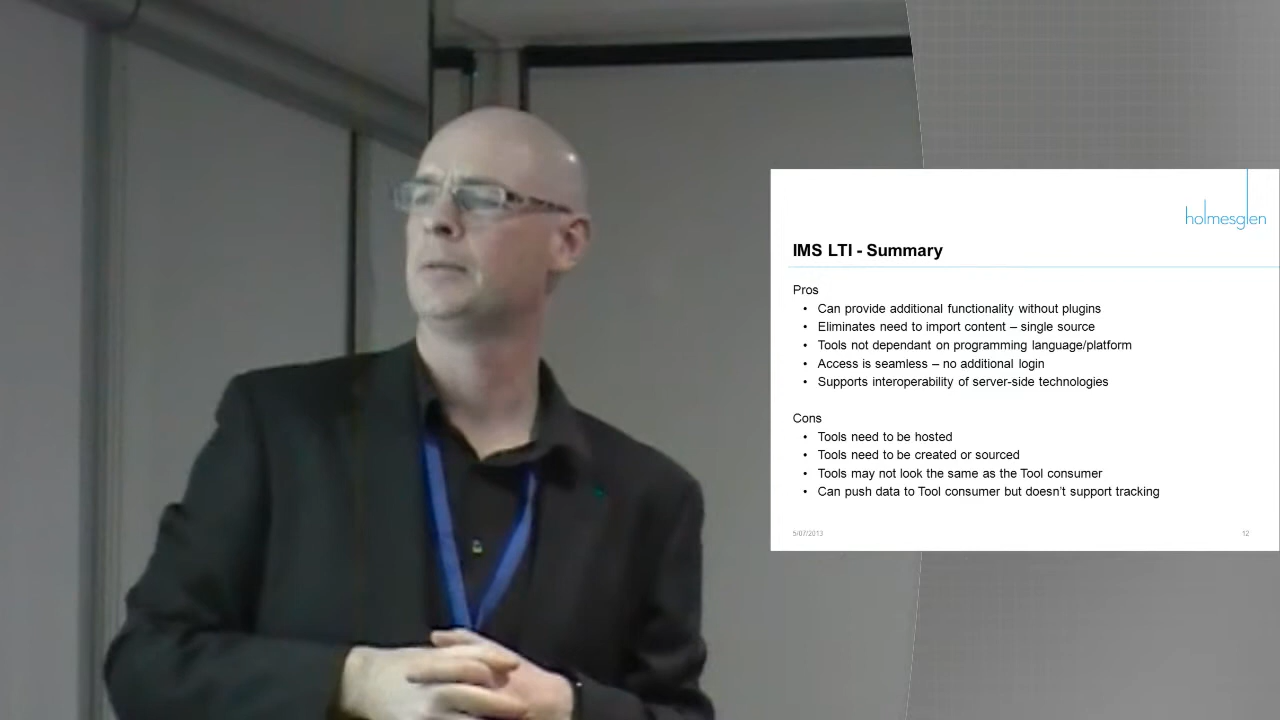 holmesglen
IMS LTI - Summary
Pros
• Can provide additional functionality without plugins
• Eliminates need to import content – single source
• Tools not dependant on programming language/platform
• Access is seamless – no additional login
• Supports interoperability of server-side technologies
Cons
• Tools need to be hosted
• Tools need to be created or sourced
• Tools may not look the same as the Tool consumer
• Can push data to Tool consumer but doesn't support tracking
5/07/2013
12